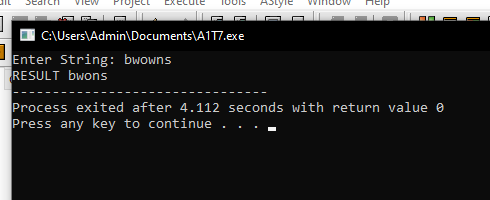 dit Search View Project Execute Tools AStyle Window Help
C:\Users\Admin\Documents\A1T7.exe
Enter String: bwowns
RESULT bwons
--------------------------------
Process exited after 4.112 seconds with return value 0
Press any key to continue . . .